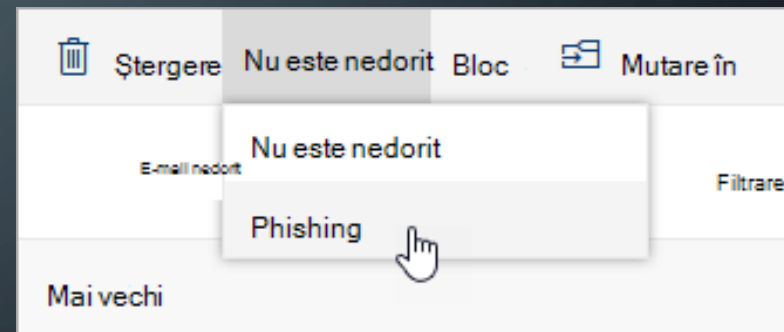 Ștergere Nu este nedorit Bloc Mutare în
Nu este nedorit
E-mail nedorit
Filtrare
Phishing
Mai vechi